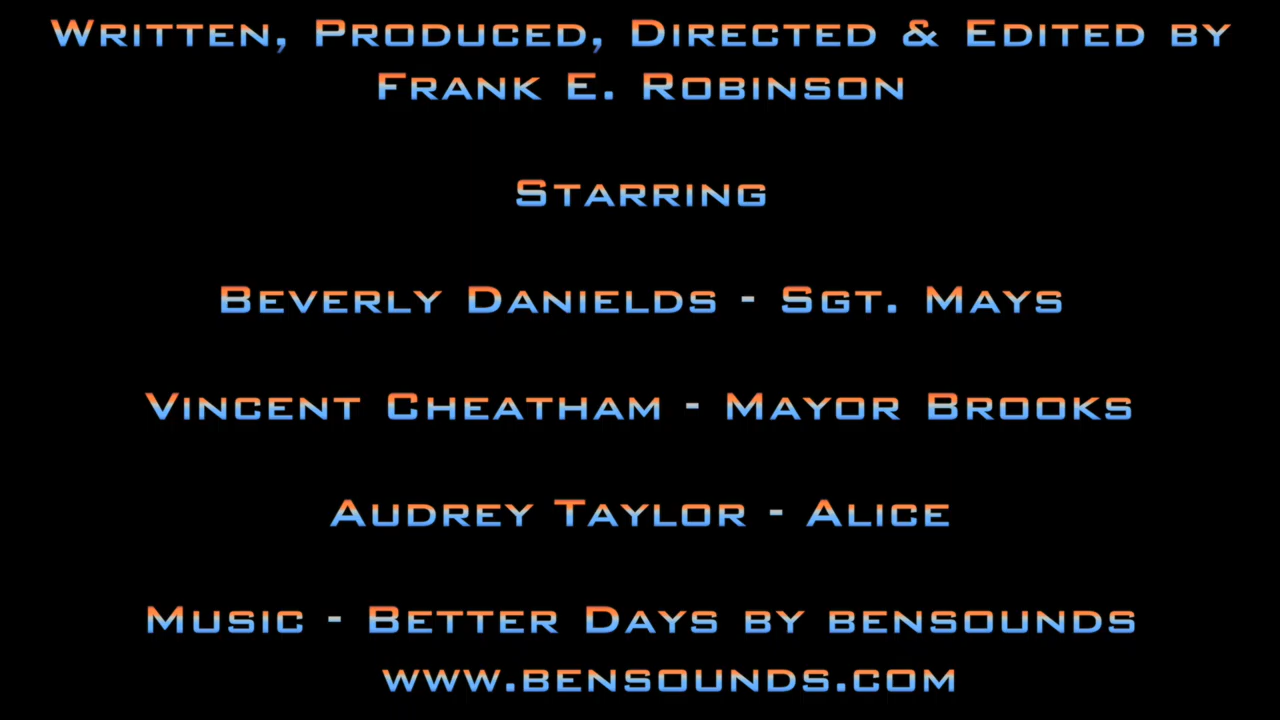 Written, Produced, Directed & Edited by
Frank E. Robinson
Starring
Beverly Danields - Sgt. Mays
Vincent Cheatham - Mayor Brooks
Audrey Taylor - Alice
Music - Better Days by bensounds
www.bensounds.com